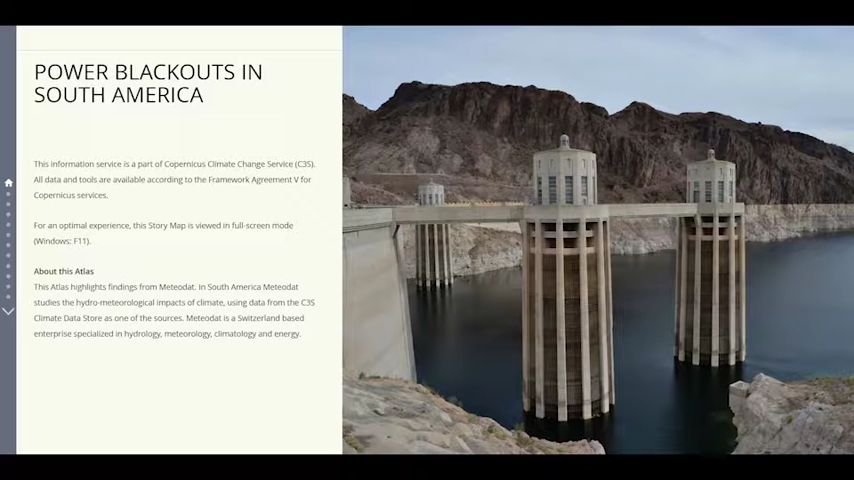 POWER BLACKOUTS IN
SOUTH AMERICA
This information service is a part of Copernicus Climate Change Service (C3S).
All data and tools are available according to the Framework Agreement V for
Copernicus services.
For an optimal experience, this Story Map is viewed in full-screen mode
(Windows: F11).
About this Atlas
This Atlas highlights findings from Meteodat. In South America Meteodat
studies the hydro-meteorological impacts of climate, using data from the C3S
Climate Data Store as one of the sources. Meteodat is a Switzerland based
enterprise specialized in hydrology, meteorology, climatology and energy.